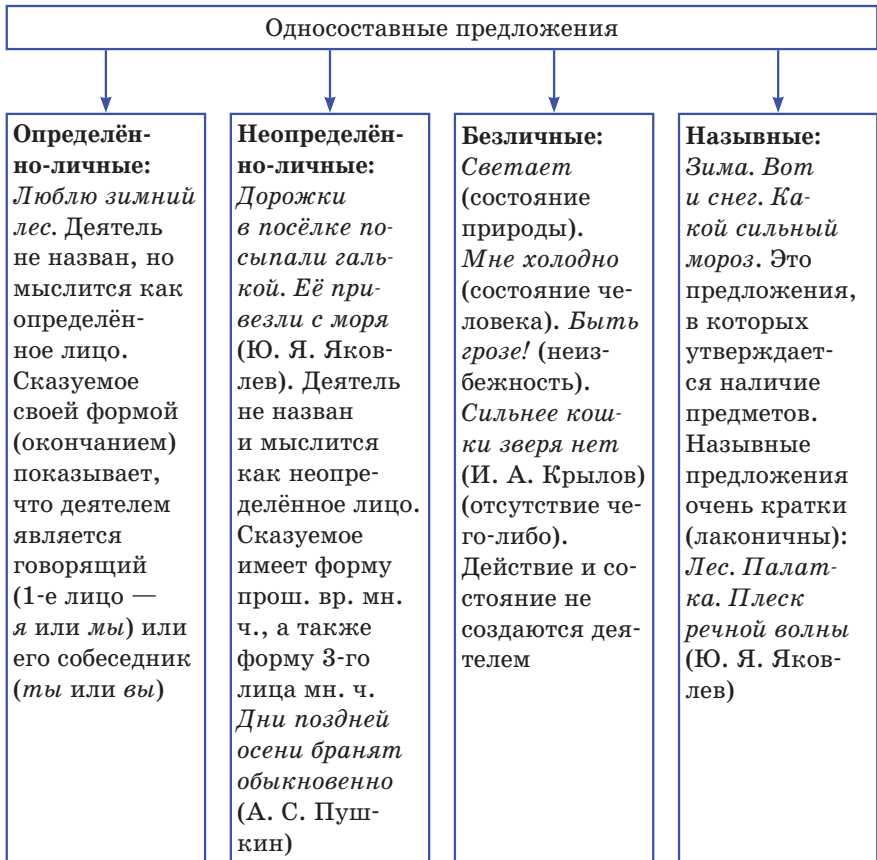 Односоставные предложения
Определён-
но-личные:
Люблю зимний
лес. Деятель
не назван, но
мыслится как
определён-
ное лицо.
Сказуемое
своей формой
(окончанием)
показывает,
что деятелем
является
говорящий
(1-е лицо —
я или мы) или
его собеседник
(ты или вы)
Неопределён-
но-личные:
Дорожки
в посёлке по-
сыпали галь-
кой. Её при-
везли с моря
(Ю. Я. Яков-
лев). Деятель
не назван
и мыслится
как неопре-
делённое лицо.
Сказуемое
имеет форму
прош. вр. мн.
ч., а также
форму 3-го
лица мн. ч.
Дни поздней
осени бранят
обыкновенно
(А. С. Пуш-
кин)
Безличные:
Светает
(состояние
природы).
Мне холодно
(состояние че-
ловека). Быть
грозе! (неиз-
бежность).
Сильнее кош-
ки зверя нет
(И. А. Крылов)
(отсутствие че-
го-либо).
Действие и со-
стояние не
создаются дея-
телем
Назывные:
Зима. Вот
и снег. Ка-
кой сильный
мороз. Это
предложения,
в которых
утверждает-
ся наличие
предметов.
Назывные
предложения
очень кратки
(лаконичны):
Лес. Палат-
ка. Плеск
речной волны
(Ю. Я. Яков-
лев)